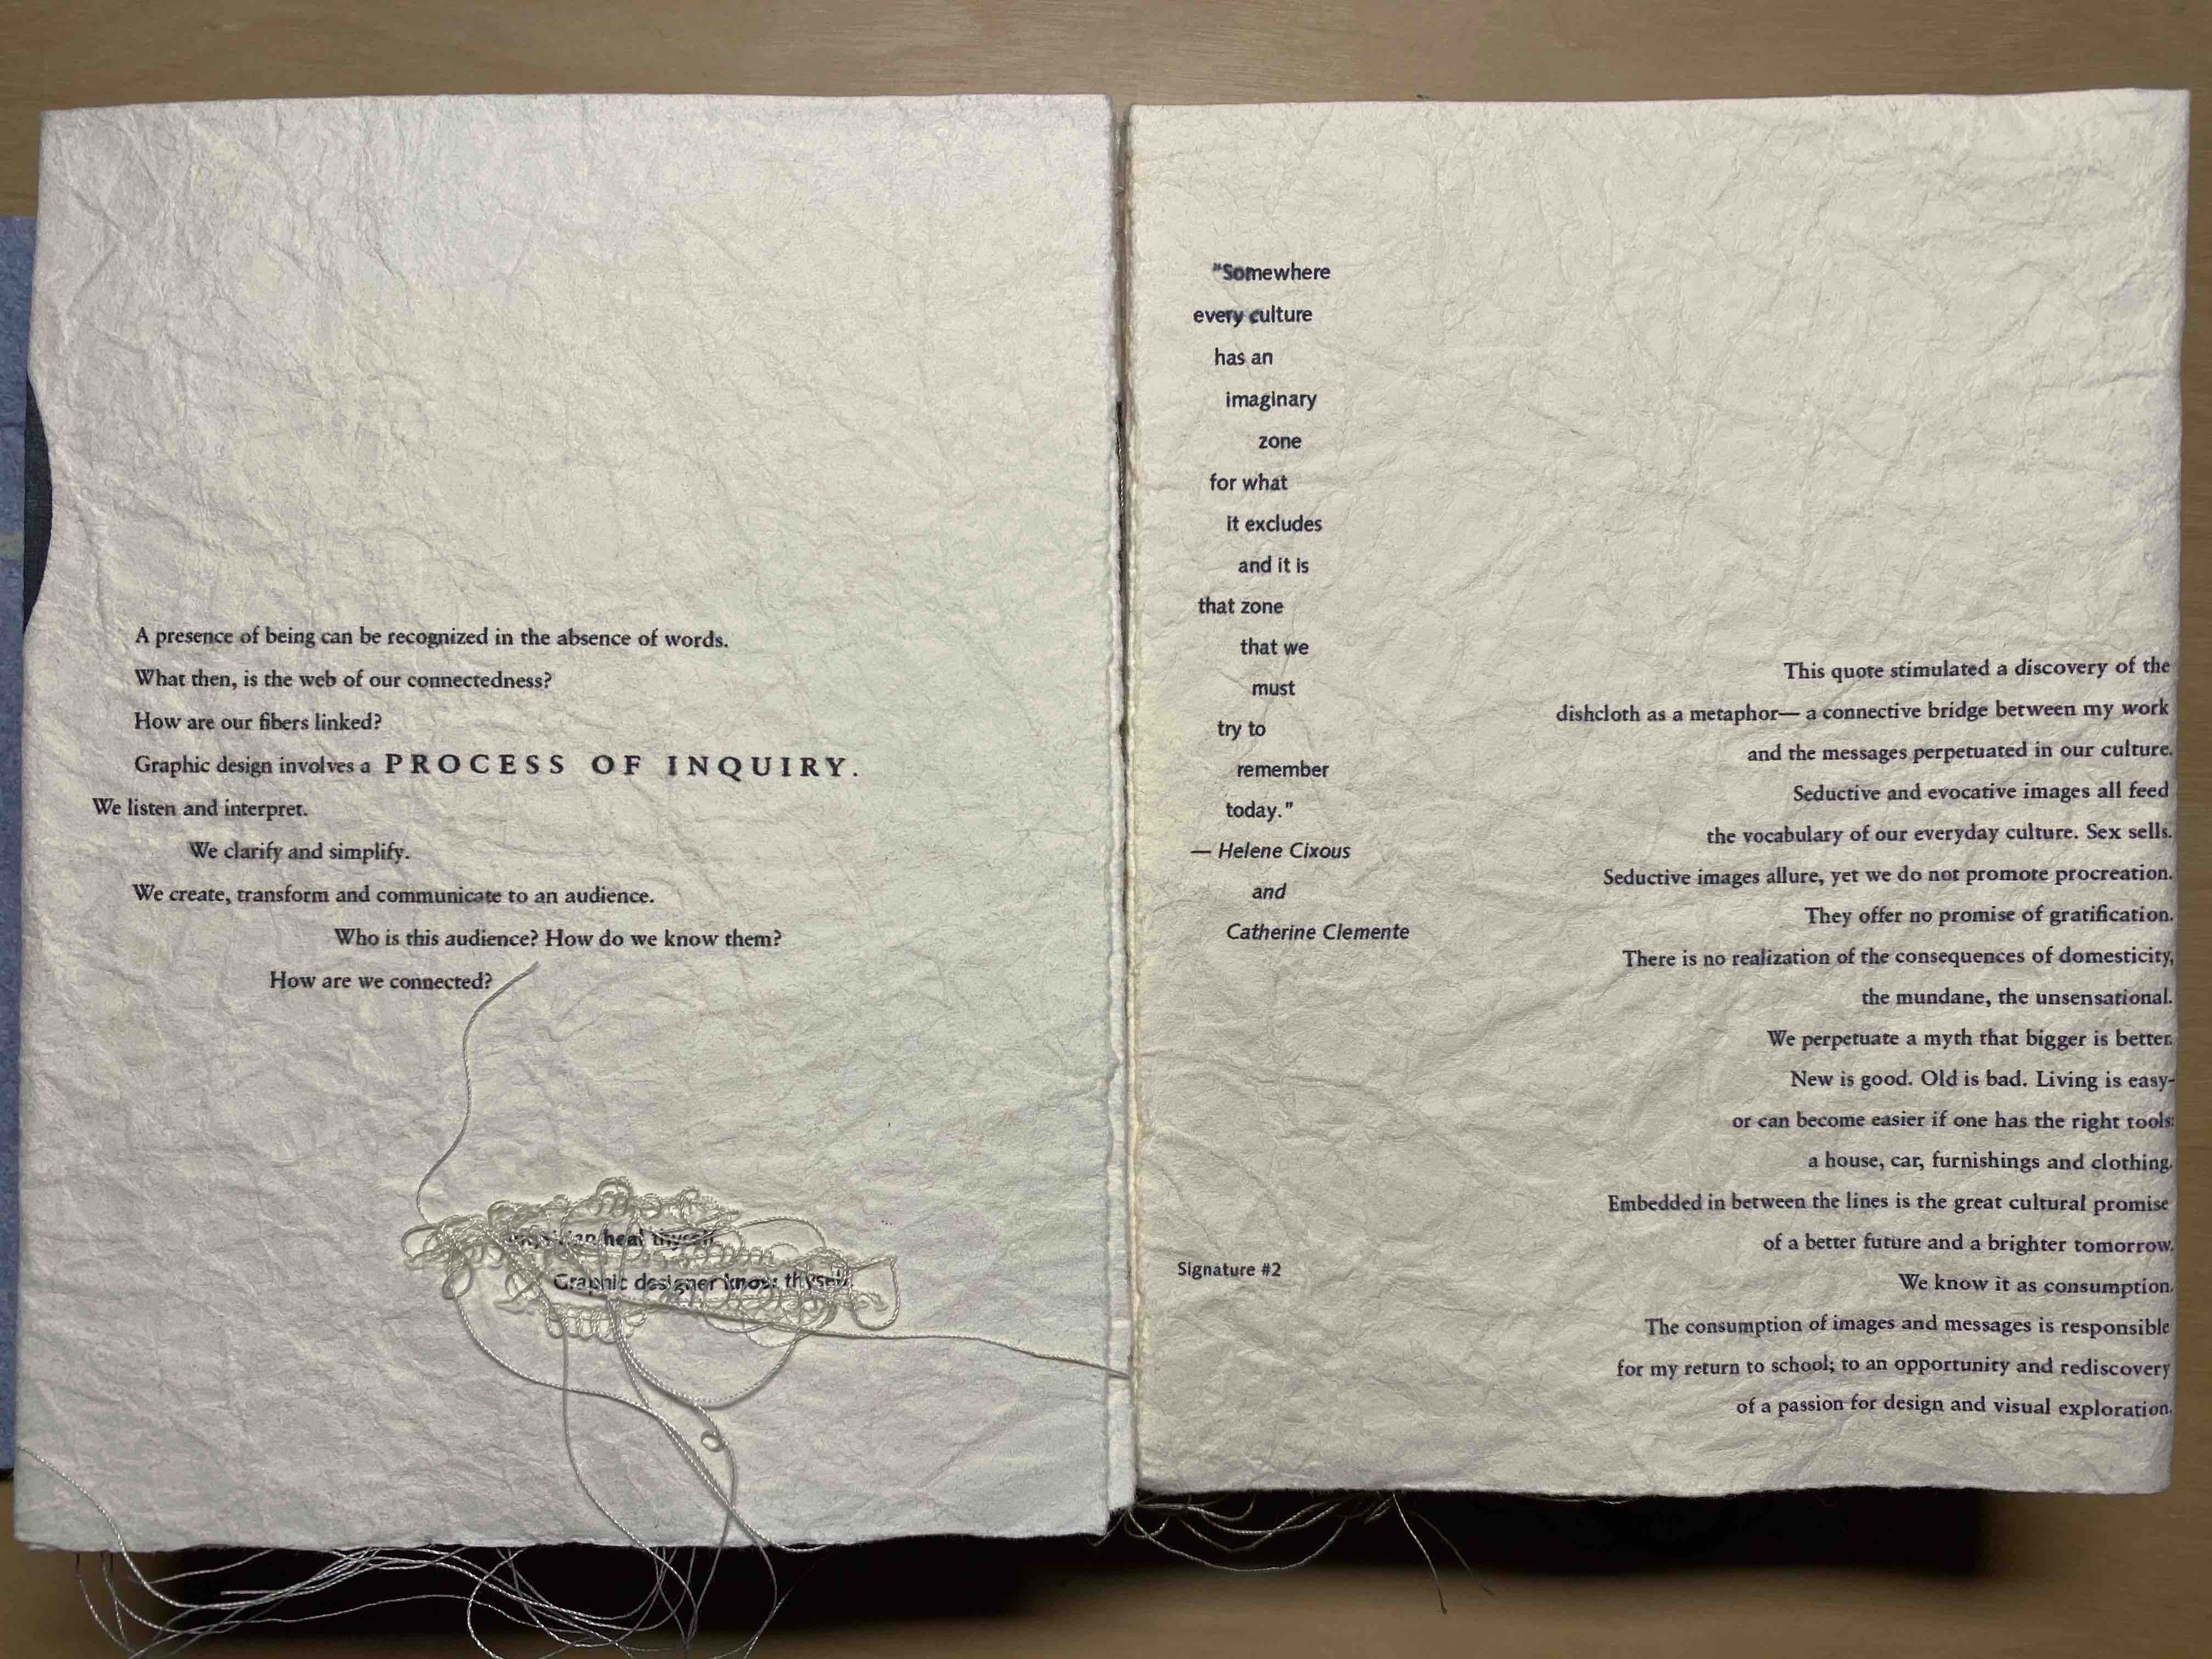 A presence of being can be recognized in the absence of words.
What then, is the web of our connectedness?
How are our fibers linked?
Graphic design involves a PROCESS OF INQUIRY.
We listen and interpret.
We clarify and simplify.
We create, transform and communicate to an audience.
Who is this audience? How do we know them?
How are we connected?
heal thyself.
Graphic designer know thyself.
"Somewhere
every culture
has an
imaginary
zone
for what
it excludes
and it is
that zone
that we
must
try to
remember
today."
— Helene Cixous
and
Catherine Clemente
Signature #2
This quote stimulated a discovery of the
dishcloth as a metaphor— a connective bridge between my work
and the messages perpetuated in our culture.
Seductive and evocative images all feed
the vocabulary of our everyday culture. Sex sells.
Seductive images allure, yet we do not promote procreation.
They offer no promise of gratification.
There is no realization of the consequences of domesticity,
the mundane, the unsensational.
We perpetuate a myth that bigger is better.
New is good. Old is bad. Living is easy-
or can become easier if one has the right tools:
a house, car, furnishings and clothing.
Embedded in between the lines is the great cultural promise
of a better future and a brighter tomorrow.
We know it as consumption.
The consumption of images and messages is responsible
for my return to school; to an opportunity and rediscovery
of a passion for design and visual exploration.